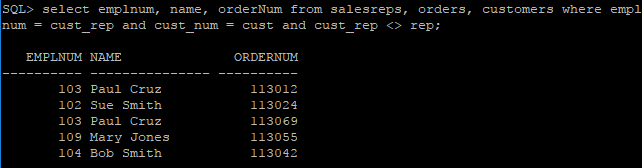 SQL> select emplnum, name, orderNum from salesreps, orders, customers where empl
num = cust_rep and cust_num = cust and cust_rep <> rep;
EMPLNUM NAME ORDERNUM
---------- --------------- ----------
103 Paul Cruz 113012
102 Sue Smith 113024
103 Paul Cruz 113069
109 Mary Jones 113055
104 Bob Smith 113042